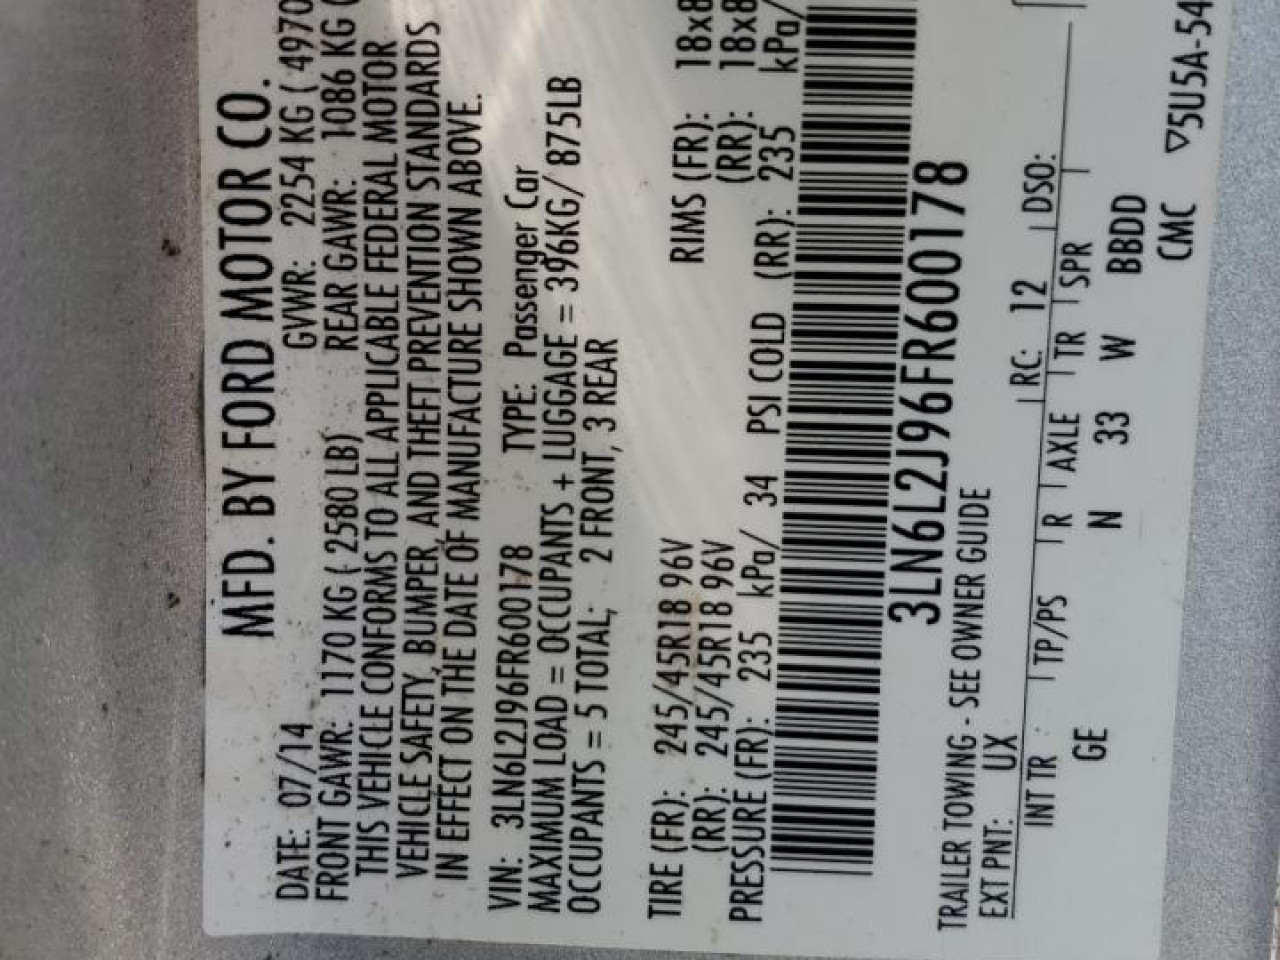 MFD. BY FORD MOTOR CO.
DATE: 07/14 GVWR: 2254 KG ( 4970
FRONT GAWR: 1170 KG ( 2580 LB) REAR GAWR: 1086 KG (
THIS VEHICLE CONFORMS TO ALL APPLICABLE FEDERAL MOTOR
VEHICLE SAFETY, BUMPER, AND THEFT PREVENTION STANDARDS
IN EFFECT ON THE DATE OF MANUFACTURE SHOWN ABOVE.
VIN: 3LN6L2J96FR600178 TYPE: Passenger Car
MAXIMUM LOAD = OCCUPANTS + LUGGAGE = 396KG/ 875LB
OCCUPANTS = 5 TOTAL; 2 FRONT, 3 REAR
TIRE (FR): 245/45R18 96V RIMS (FR): 18x8
(RR): 245/45R18 96V (RR): 18x8
PRESSURE (FR): 235 kPa/ 34 PSI COLD (RR): 235 kPa/
3LN6L2J96FR600178
TRAILER TOWING - SEE OWNER GUIDE
EXT PNT: UX RC: 12 DSO:
INT TR TP/PS R AXLE TR SPR
GE N 33 W BBDD
CMC ▽5U5A-54